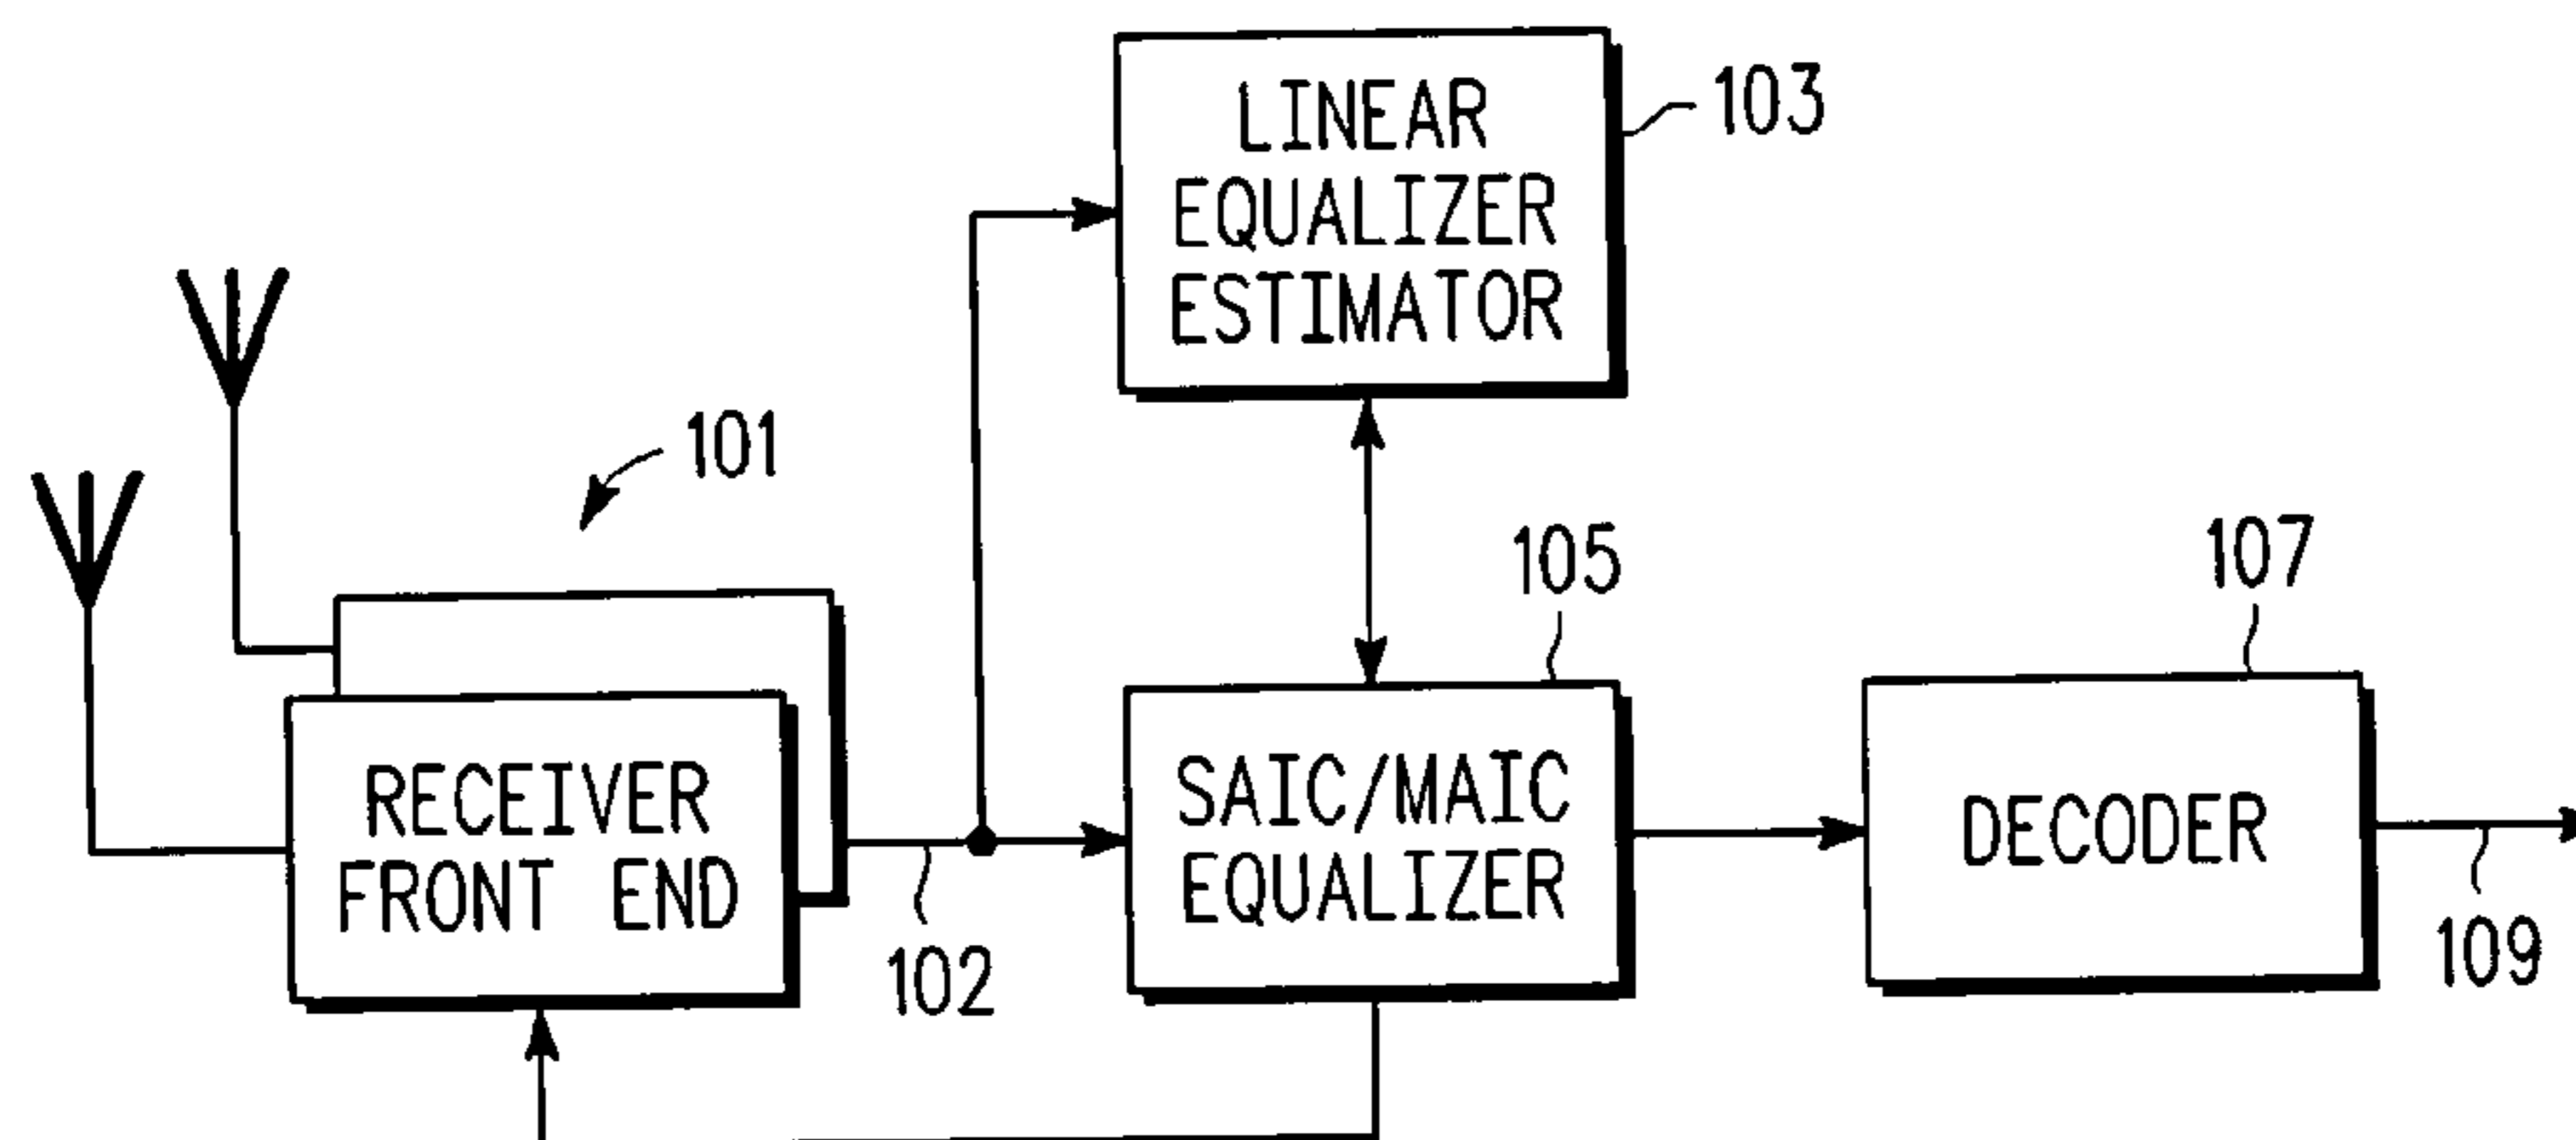 LINEAR
EQUALIZER
ESTIMATOR
103
101
105
107
RECEIVER
FRONT END
SAIC/MAIC
EQUALIZER
DECODER
102
109